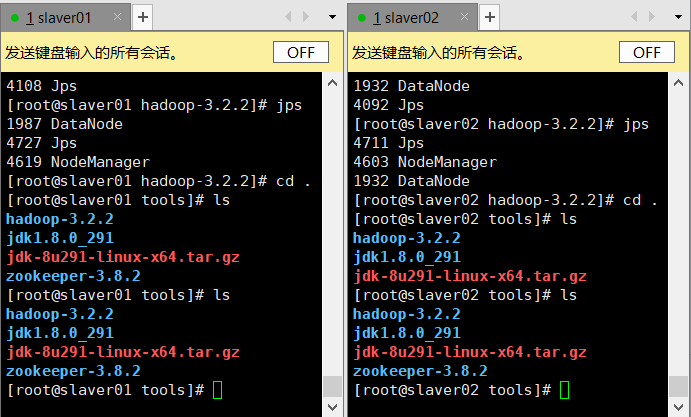 1 slaver01
发送键盘输入的所有会话。 OFF
4108 Jps
[root@slaver01 hadoop-3.2.2]# jps
1987 DataNode
4727 Jps
4619 NodeManager
[root@slaver01 hadoop-3.2.2]# cd .
[root@slaver01 tools]# ls
hadoop-3.2.2
jdk1.8.0_291
jdk-8u291-linux-x64.tar.gz
zookeeper-3.8.2
[root@slaver01 tools]# ls
hadoop-3.2.2
jdk1.8.0_291
jdk-8u291-linux-x64.tar.gz
zookeeper-3.8.2
[root@slaver01 tools]#
1 slaver02
发送键盘输入的所有会话。 OFF
1932 DataNode
4092 Jps
[root@slaver02 hadoop-3.2.2]# jps
4711 Jps
4603 NodeManager
1932 DataNode
[root@slaver02 hadoop-3.2.2]# cd .
[root@slaver02 tools]# ls
hadoop-3.2.2
jdk1.8.0_291
jdk-8u291-linux-x64.tar.gz
[root@slaver02 tools]# ls
hadoop-3.2.2
jdk1.8.0_291
jdk-8u291-linux-x64.tar.gz
zookeeper-3.8.2
[root@slaver02 tools]#